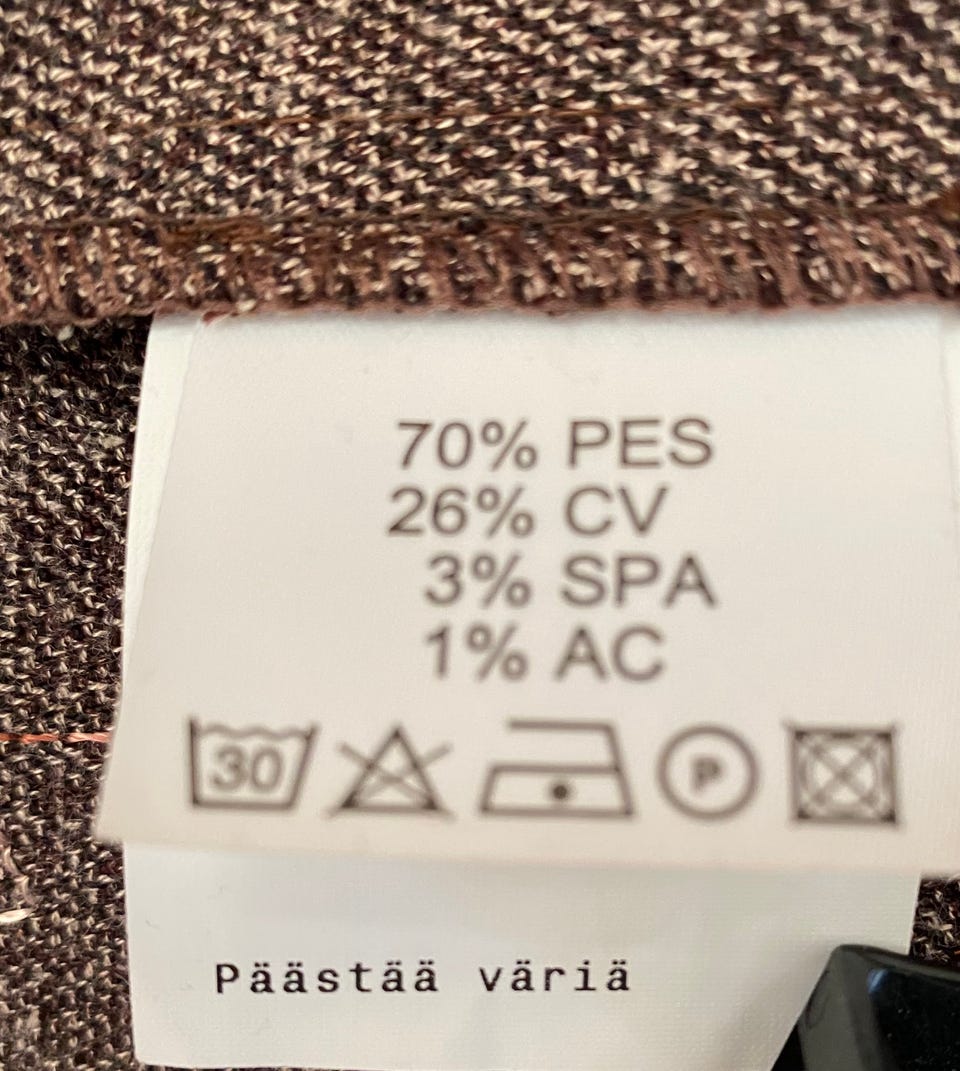 70% PES
26% CV
3% SPA
1% AC
30 P
Päästää väriä